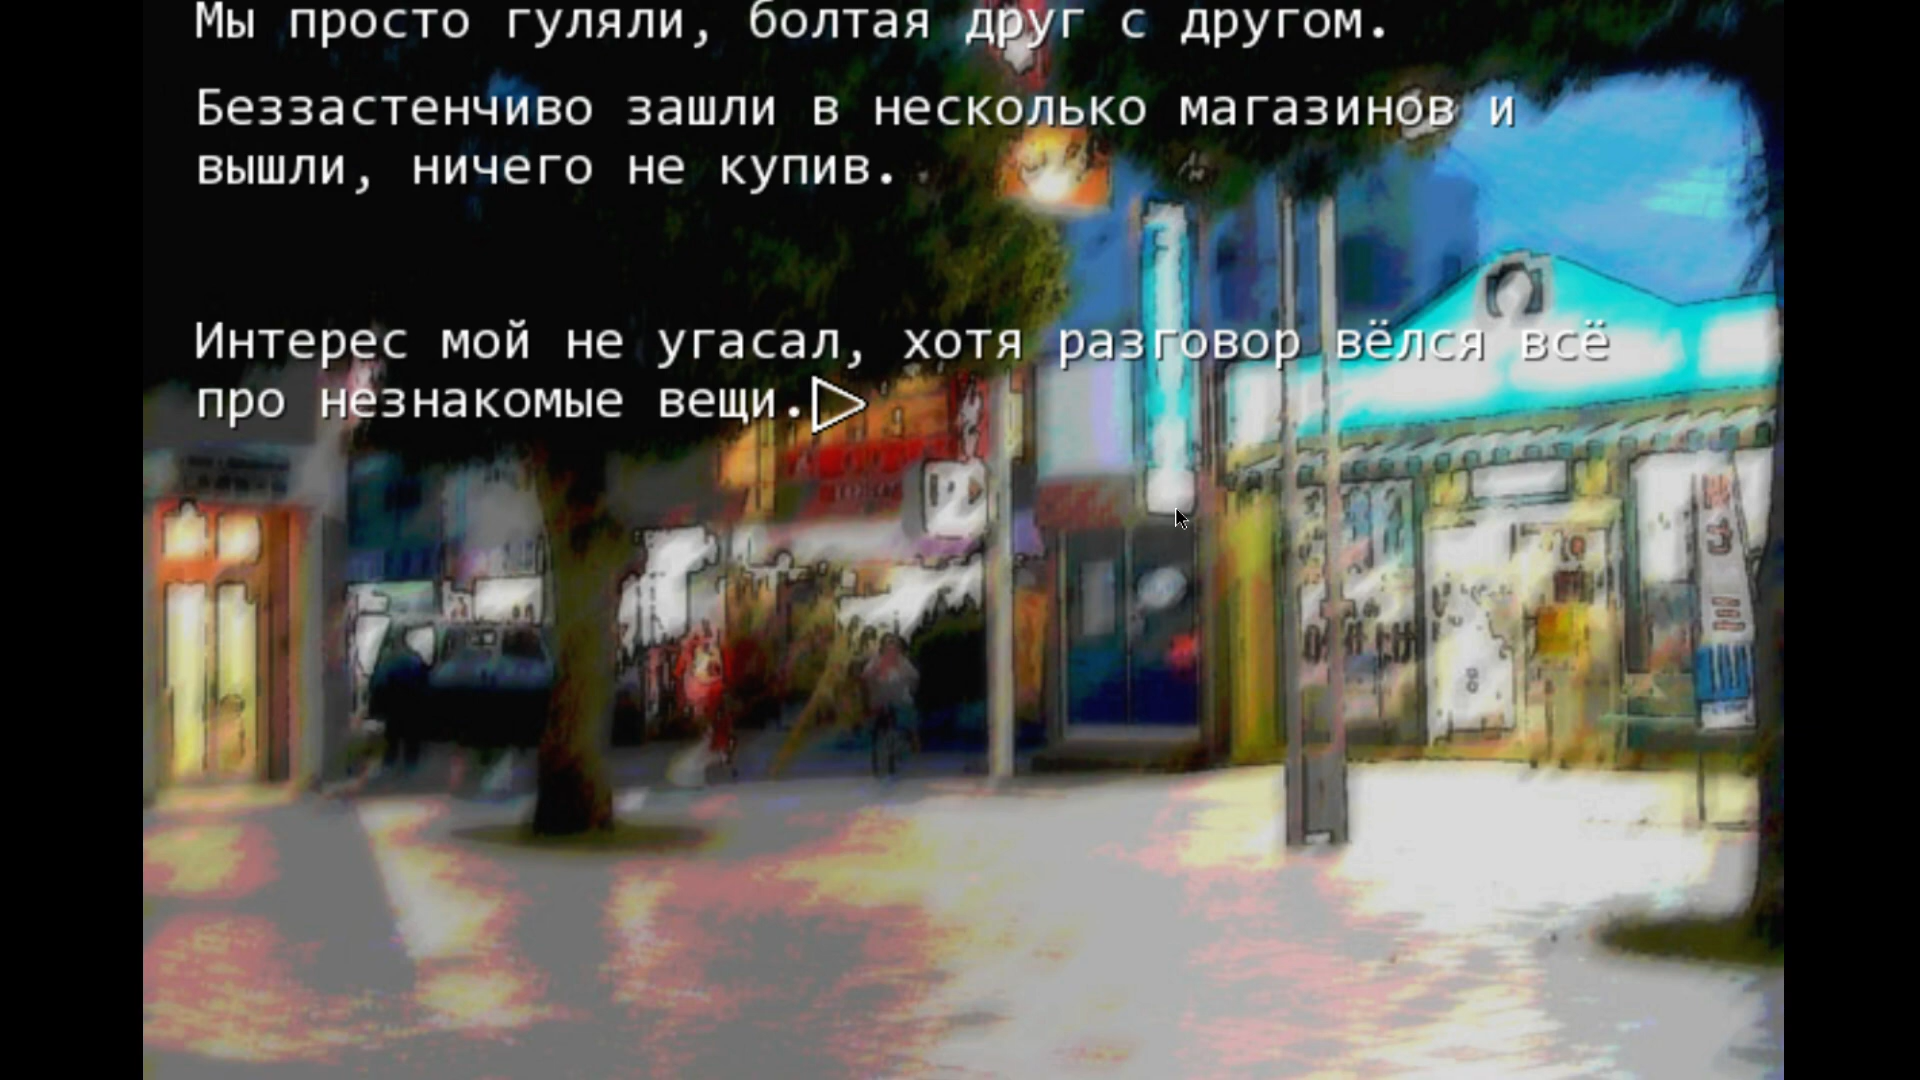 Мы просто гуляли, болтая друг с другом.
Беззастенчиво зашли в несколько магазинов и
вышли, ничего не купив.
Интерес мой не угасал, хотя разговор вёлся всё
про незнакомые вещи.